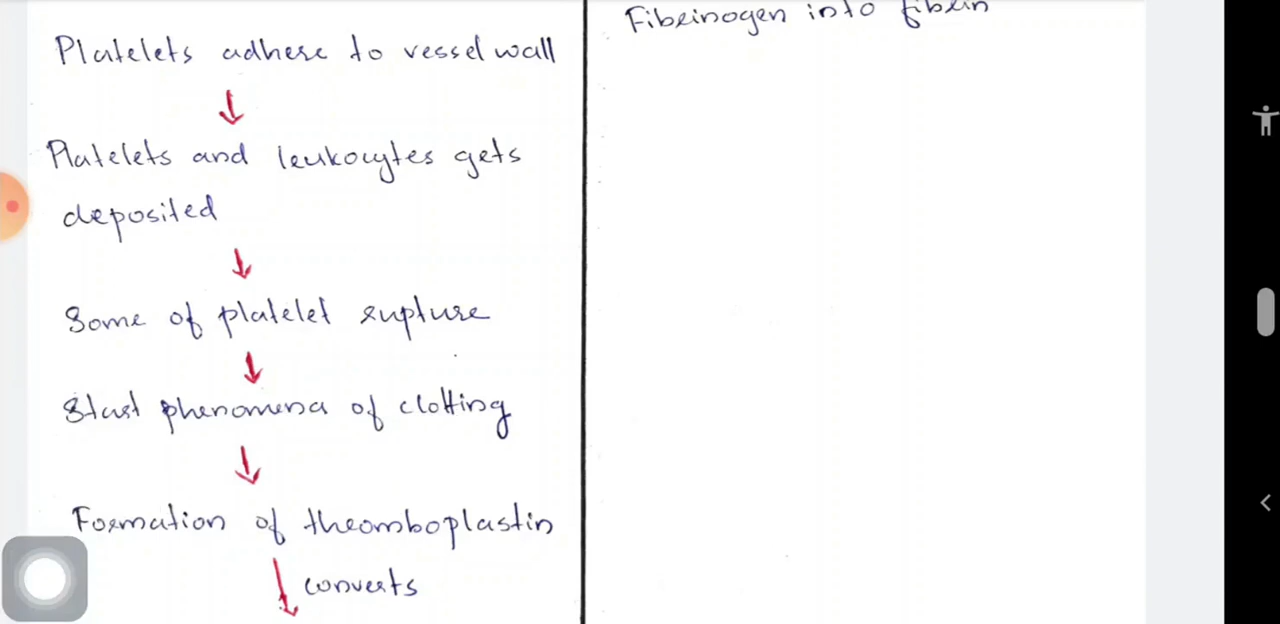 Platelets adhere to vessel wall
Platelets and leukocytes gets
deposited
Some of platelet rupture
Start phenomena of clotting
Formation of thromboplastin
converts
Fibrinogen into fibrin